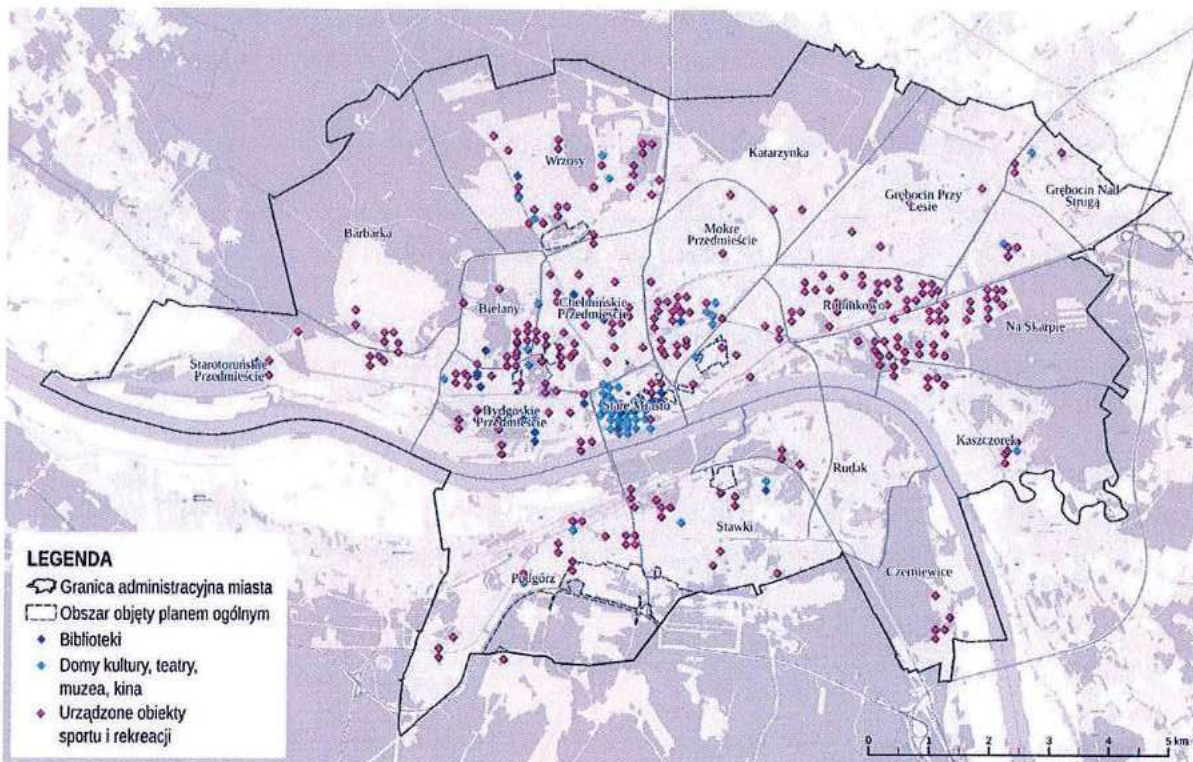 Wrzosy
Katarzynka
Grębocin Przy
Lesie
Grębocin Nad
Strugą
Barbarka
Mokre
Przedmieście
Bielany
Chełmińskie
Przedmieście
Rubinkowo
Na Skarpie
Starotoruńskie
Przedmieście
Bydgoskie
Przedmieście
Stare Miasto
Kaszczorek
Rudak
Stawki
Podgórz
Czerniewice
LEGENDA
Granica administracyjna miasta
Obszar objęty planem ogólnym
Biblioteki
Domy kultury, teatry,
muzea, kina
Urządzone obiekty
sportu i rekreacji
0 1 2 3 4 5 km